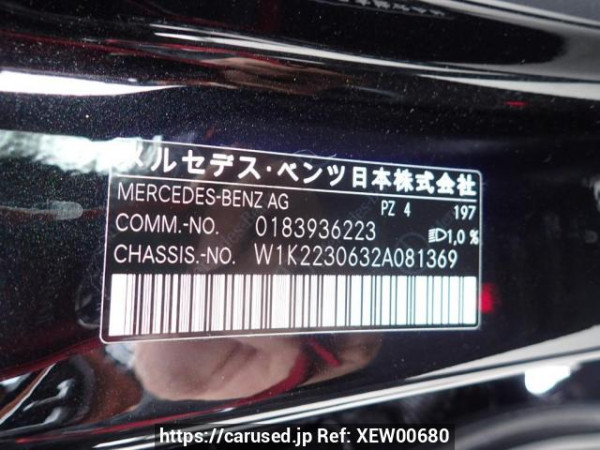 メルセデス・ベンツ日本株式会社
MERCEDES-BENZ AG PZ 4 197
COMM.-NO. 0183936223 1,0 %
CHASSIS.-NO. W1K2230632A081369
https://carused.jp Ref: XEW00680